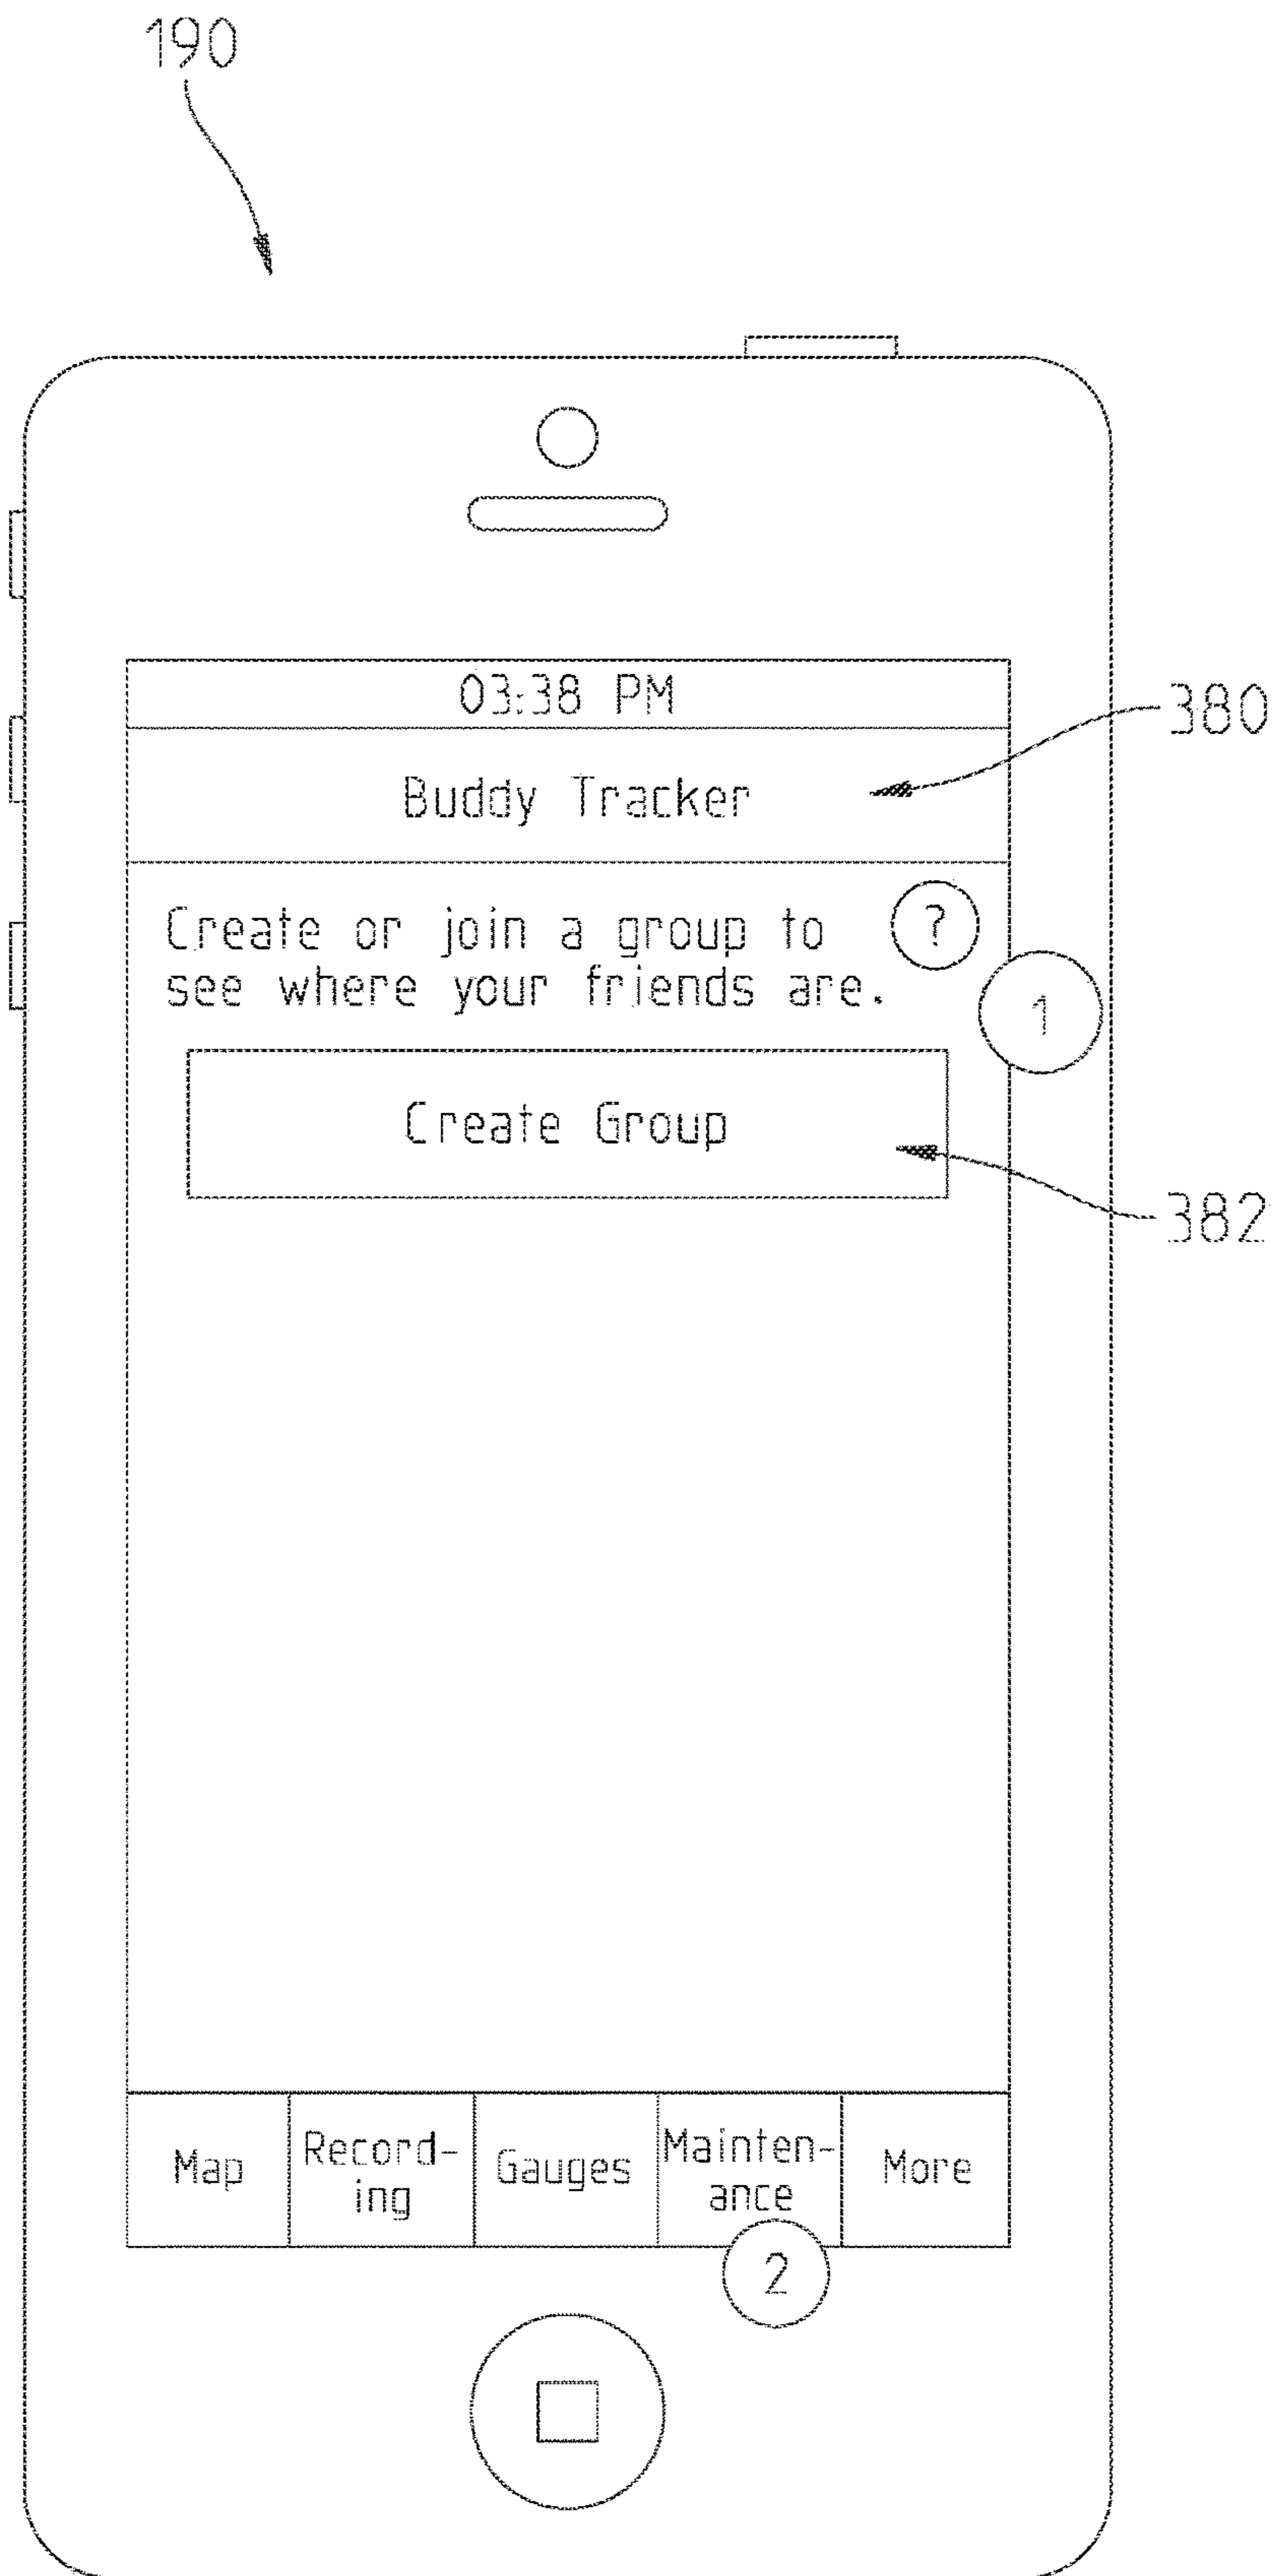 190
03:38 PM
380
Buddy Tracker
Create or join a group to
?
see where your friends are.
1
Create Group
382
Map
Record-
ing
Gauges
Mainten-
ance
More
2